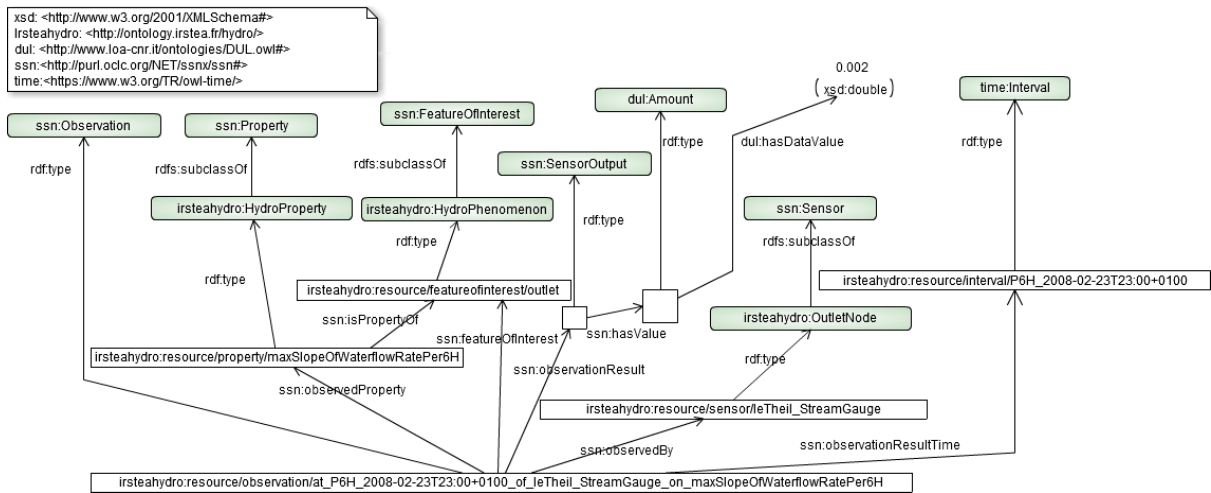 xsd: <http://www.w3.org/2001/XMLSchema#>
Irsteahydro: <http://ontology.irstea.fr/hydro/>
dul: <http://www.loa-cnr.it/ontologies/DUL.owl#>
ssn:<http://purl.oclc.org/NET/ssnx/ssn#>
time:<https://www.w3.org/TR/owl-time/>
0.002
( xsd:double )
time:Interval
dul:Amount
ssn:FeatureOfInterest
ssn:Observation
ssn:Property
rdf:type
dul:hasDataValue
rdf:type
ssn:SensorOutput
rdf:type
rdfs:subclassOf
rdfs:subclassOf
irsteahydro:HydroProperty
irsteahydro:HydroPhenomenon
ssn:Sensor
rdf:type
rdf:type
rdfs:subclassOf
rdf:type
irsteahydro:resource/interval/P6H_2008-02-23T23:00+0100
irsteahydro:resource/featureofinterest/outlet
ssn:isPropertyOf
irsteahydro:OutletNode
ssn:hasValue
ssn:featureOfInterest
irsteahydro:resource/property/maxSlopeOfWaterflowRatePer6H
rdf:type
ssn:observationResult
ssn:observedProperty
irsteahydro:resource/sensor/leTheil_StreamGauge
ssn:observedBy
ssn:observationResultTime
irsteahydro:resource/observation/at_P6H_2008-02-23T23:00+0100_of_leTheil_StreamGauge_on_maxSlopeOfWaterflowRatePer6H